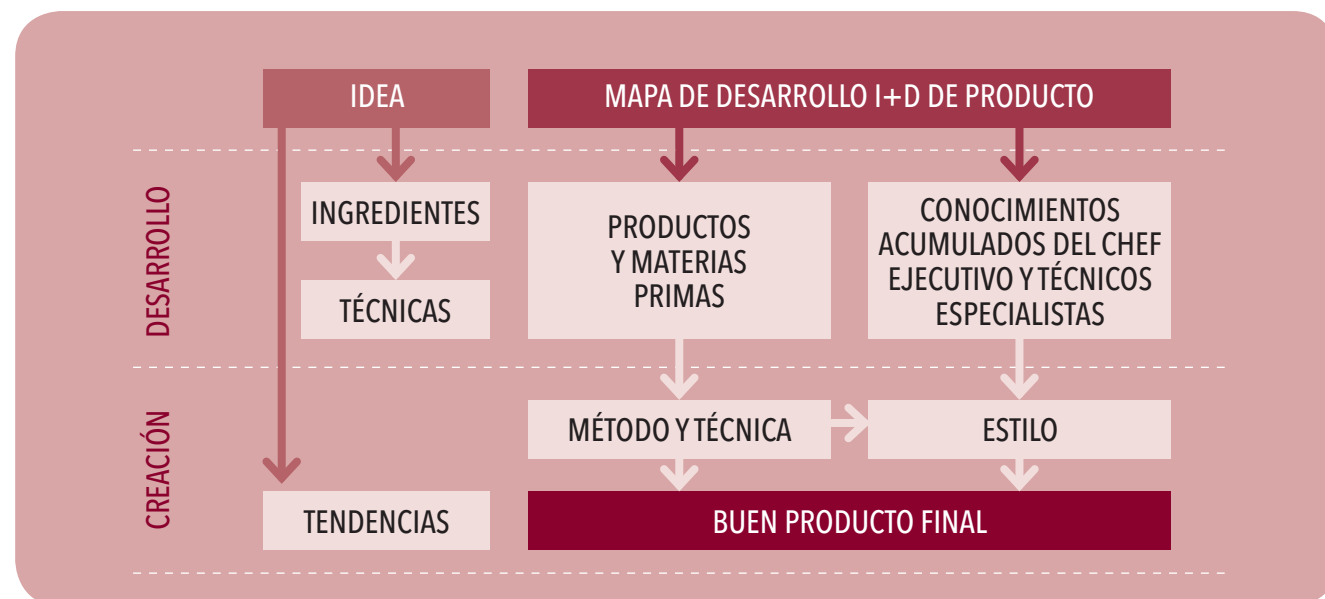 IDEA
MAPA DE DESARROLLO I+D DE PRODUCTO
DESARROLLO
INGREDIENTES
TÉCNICAS
PRODUCTOS
Y MATERIAS
PRIMAS
CONOCIMIENTOS
ACUMULADOS DEL CHEF
EJECUTIVO Y TÉCNICOS
ESPECIALISTAS
CREACIÓN
MÉTODO Y TÉCNICA
ESTILO
TENDENCIAS
BUEN PRODUCTO FINAL